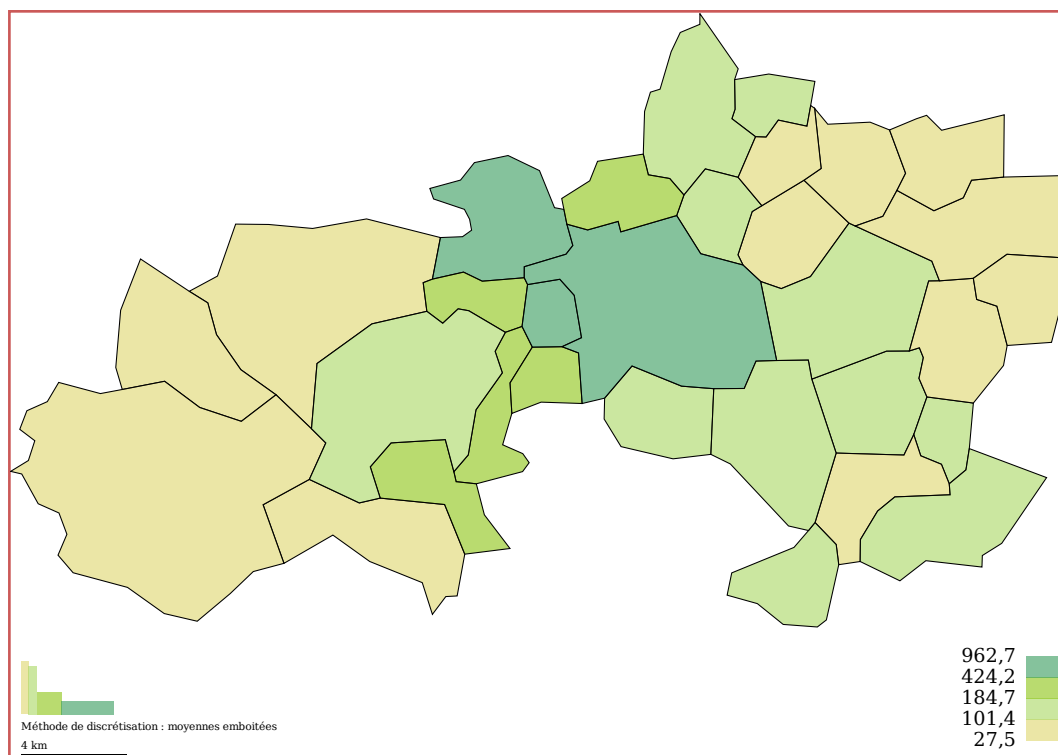 962,7
424,2
184,7
101,4
27,5
Méthode de discrétisation : moyennes emboitées
4 km